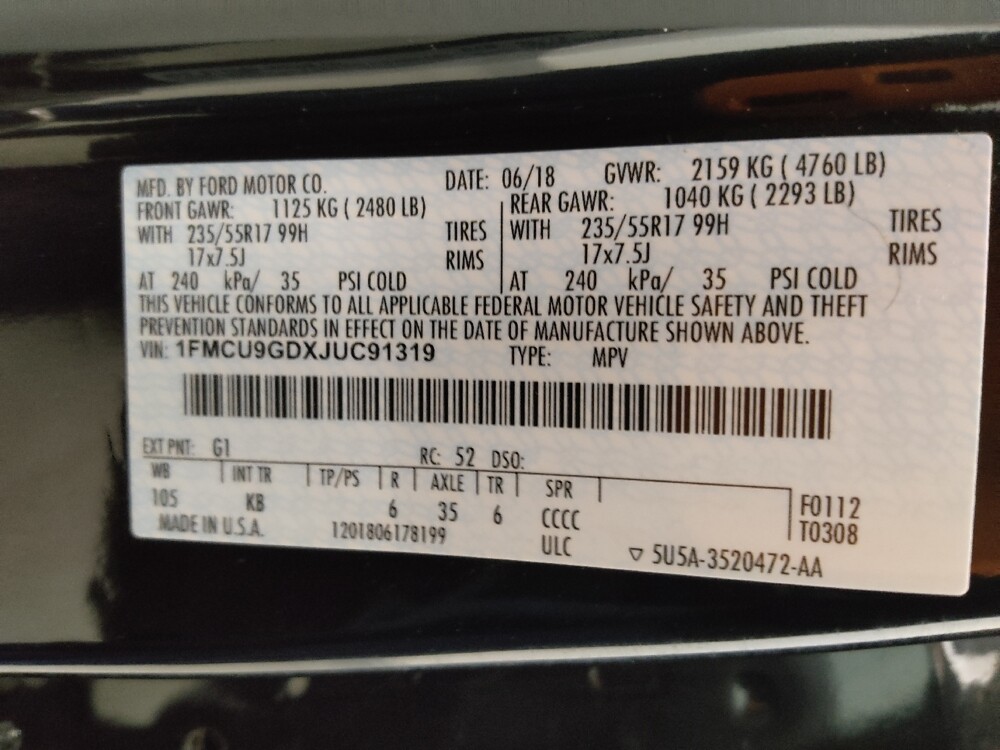 MFD. BY FORD MOTOR CO. DATE: 06/18 GVWR: 2159 KG ( 4760 LB)
FRONT GAWR: 1125 KG ( 2480 LB) REAR GAWR: 1040 KG ( 2293 LB)
WITH 235/55R17 99H TIRES WITH 235/55R17 99H TIRES
17x7.5J RIMS 17x7.5J RIMS
AT 240 kPa/ 35 PSI COLD AT 240 kPa/ 35 PSI COLD
THIS VEHICLE CONFORMS TO ALL APPLICABLE FEDERAL MOTOR VEHICLE SAFETY AND THEFT
PREVENTION STANDARDS IN EFFECT ON THE DATE OF MANUFACTURE SHOWN ABOVE.
VIN: 1FMCU9GDXJUC91319 TYPE: MPV
EXT PNT: G1 RC: 52 DSO:
WB INT TR TP/PS R AXLE TR SPR
105 KB 6 35 6 CCCC F0112
MADE IN U.S.A. 1201806178199 ULC T0308
▽ 5U5A-3520472-AA